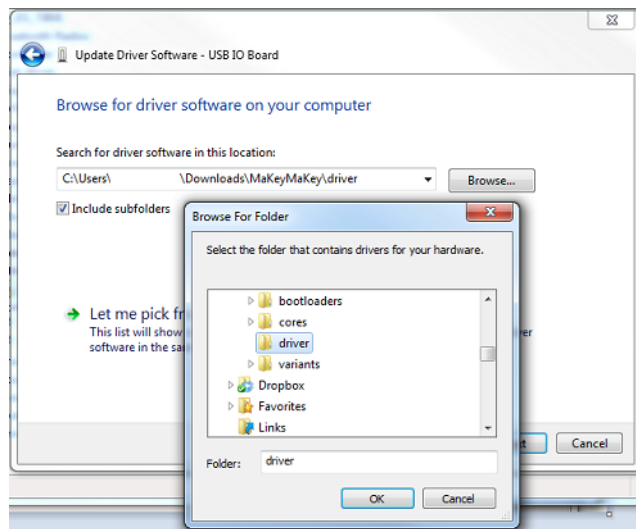 Update Driver Software - USB IO Board
Browse for driver software on your computer
Search for driver software in this location:
C:\Users\ \Downloads\MaKeyMaKey\driver
Browse...
Include subfolders
Browse For Folder
Select the folder that contains drivers for your hardware.
bootloaders
cores
driver
variants
Dropbox
Favorites
Links
Folder: driver
OK Cancel
Let me pick
This list will show
software in the
Cancel